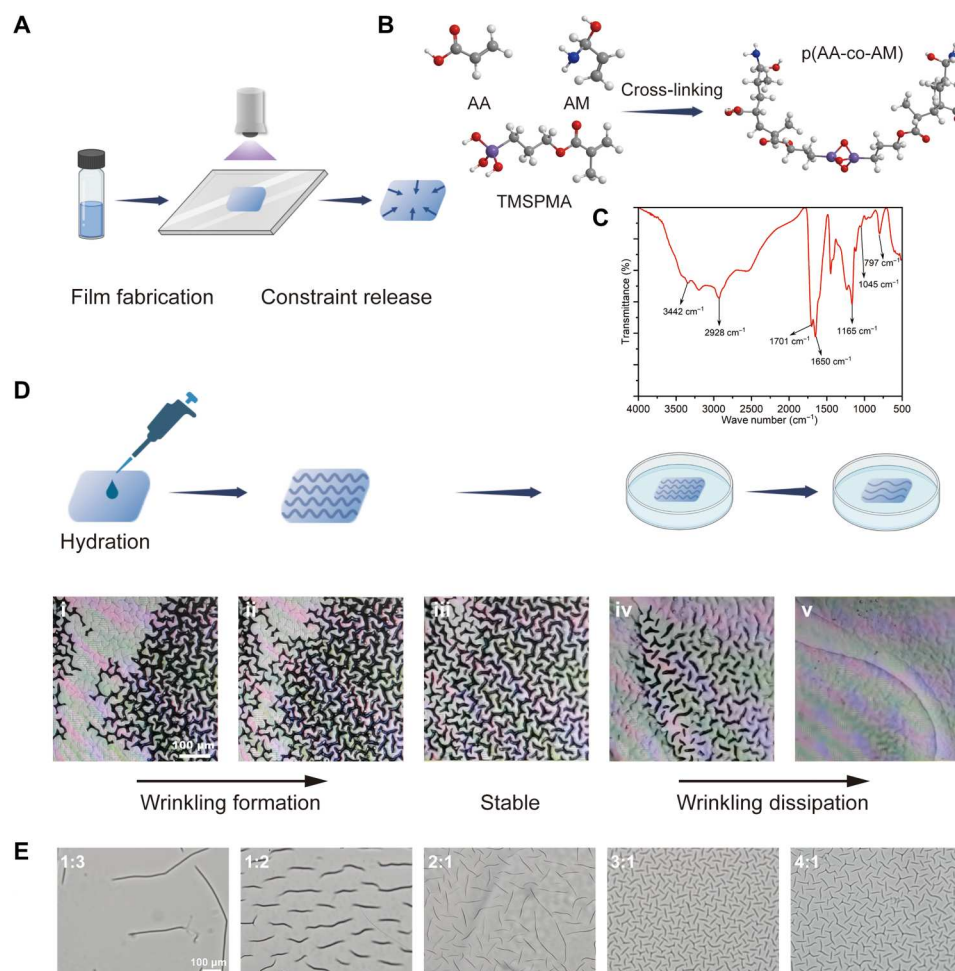 A
B
AA
AM
p(AA-co-AM)
Cross-linking
TMSPMA
Film fabrication
Constraint release
C
Transmittance (%)
3442 cm⁻¹
2928 cm⁻¹
1701 cm⁻¹
1650 cm⁻¹
1165 cm⁻¹
1045 cm⁻¹
797 cm⁻¹
4000 3500 3000 2500 2000 1500 1000 500
Wave number (cm⁻¹)
D
Hydration
i
ii
iii
iv
v
100 μm
Wrinkling formation
Stable
Wrinkling dissipation
E
1:3
1:2
2:1
3:1
4:1
100 μm